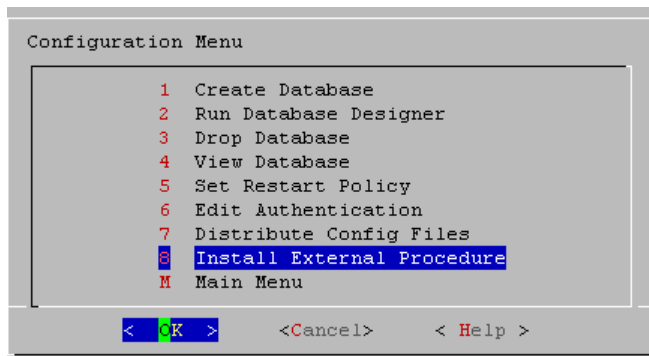 Configuration Menu
1 Create Database
2 Run Database Designer
3 Drop Database
4 View Database
5 Set Restart Policy
6 Edit Authentication
7 Distribute Config Files
8 Install External Procedure
M Main Menu
< OK > <Cancel> < Help >